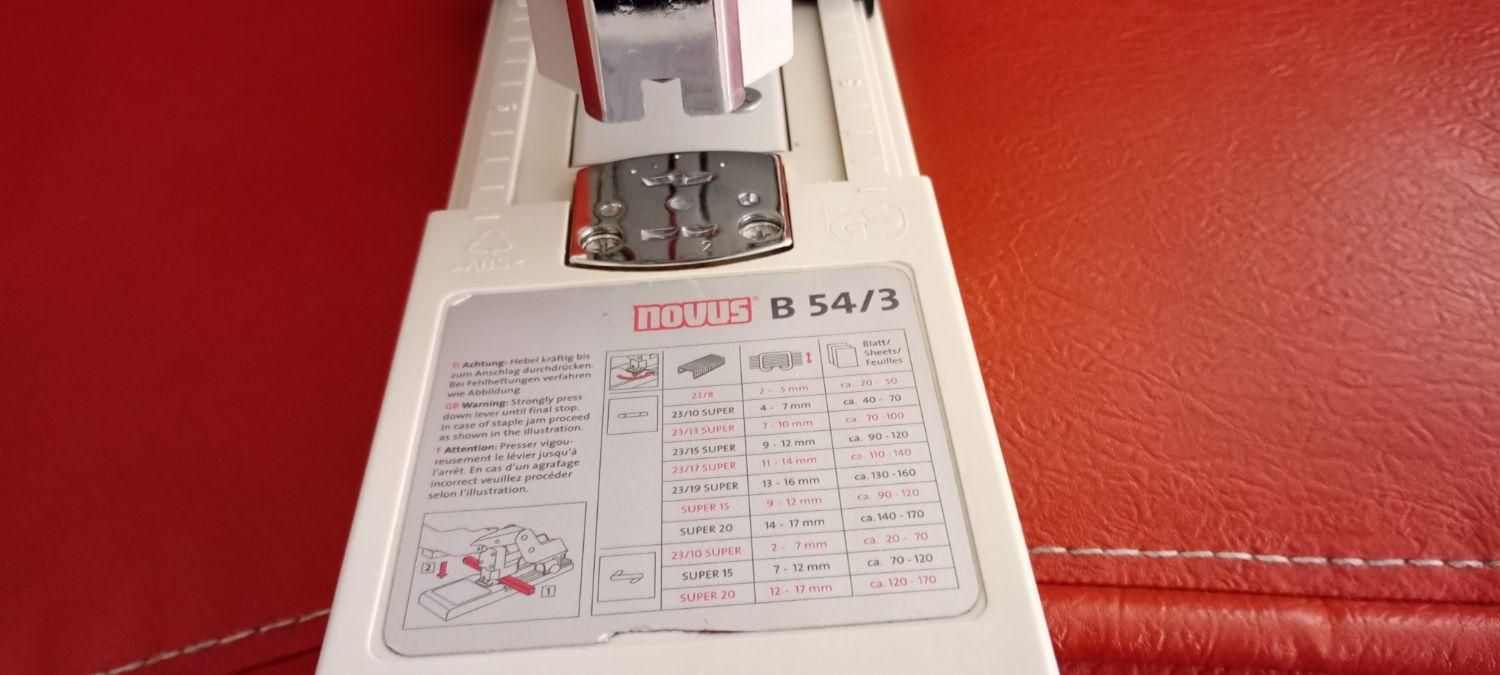 5
3
1
1
2
>ABS<
novus® B 54/3
D Achtung: Hebel kräftig bis
zum Anschlag durchdrücken.
Bei Fehlheftungen verfahren
wie Abbildung.
GB Warning: Strongly press
down lever until final stop.
In case of staple jam proceed
as shown in the illustration.
F Attention: Presser vigou-
reusement le lévier jusqu'à
l'arrêt. En cas d'un agrafage
incorrect veuillez procéder
selon l'illustration.
2
1
Blatt/
Sheets/
Feuilles
23/8 2 - 5 mm ca. 20 - 50
23/10 SUPER 4 - 7 mm ca. 40 - 70
23/13 SUPER 7 - 10 mm ca. 70 -100
23/15 SUPER 9 - 12 mm ca. 90 -120
23/17 SUPER 11 - 14 mm ca. 110 - 140
23/19 SUPER 13 - 16 mm ca. 130 -160
SUPER 15 9 - 12 mm ca. 90 -120
SUPER 20 14 - 17 mm ca. 140 - 170
23/10 SUPER 2 - 7 mm ca. 20 - 70
SUPER 15 7 - 12 mm ca. 70 -120
SUPER 20 12 - 17 mm ca. 120 - 170